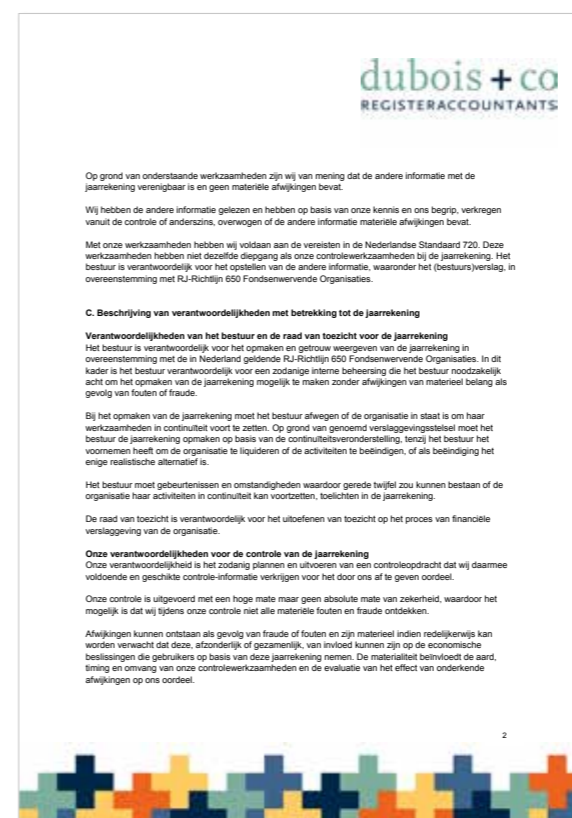 dubois + co
REGISTERACCOUNTANTS
Op grond van onderstaande werkzaamheden zijn wij van mening dat de andere informatie met de
jaarrekening verenigbaar is en geen materiële afwijkingen bevat.
Wij hebben de andere informatie gelezen en hebben op basis van onze kennis en ons begrip, verkregen
vanuit de controle of anderszins, overwogen of de andere informatie materiële afwijkingen bevat.
Met onze werkzaamheden hebben wij voldaan aan de vereisten in de Nederlandse Standaard 720. Deze
werkzaamheden hebben niet dezelfde diepgang als onze controlewerkzaamheden bij de jaarrekening. Het
bestuur is verantwoordelijk voor het opstellen van de andere informatie, waaronder het (bestuurs)verslag, in
overeenstemming met RJ-Richtlijn 650 Fondsenwervende Organisaties.
C. Beschrijving van verantwoordelijkheden met betrekking tot de jaarrekening
Verantwoordelijkheden van het bestuur en de raad van toezicht voor de jaarrekening
Het bestuur is verantwoordelijk voor het opmaken en getrouw weergeven van de jaarrekening in
overeenstemming met de in Nederland geldende RJ-Richtlijn 650 Fondsenwervende Organisaties. In dit
kader is het bestuur verantwoordelijk voor een zodanige interne beheersing die het bestuur noodzakelijk
acht om het opmaken van de jaarrekening mogelijk te maken zonder afwijkingen van materieel belang als
gevolg van fouten of fraude.
Bij het opmaken van de jaarrekening moet het bestuur afwegen of de organisatie in staat is om haar
werkzaamheden in continuïteit voort te zetten. Op grond van genoemd verslaggevingsstelsel moet het
bestuur de jaarrekening opmaken op basis van de continuïteitsveronderstelling, tenzij het bestuur het
voornemen heeft om de organisatie te liquideren of de activiteiten te beëindigen, of als beëindiging het
enige realistische alternatief is.
Het bestuur moet gebeurtenissen en omstandigheden waardoor gerede twijfel zou kunnen bestaan of de
organisatie haar activiteiten in continuïteit kan voortzetten, toelichten in de jaarrekening.
De raad van toezicht is verantwoordelijk voor het uitoefenen van toezicht op het proces van financiële
verslaggeving van de organisatie.
Onze verantwoordelijkheden voor de controle van de jaarrekening
Onze verantwoordelijkheid is het zodanig plannen en uitvoeren van een controleopdracht dat wij daarmee
voldoende en geschikte controle-informatie verkrijgen voor het door ons af te geven oordeel.
Onze controle is uitgevoerd met een hoge mate maar geen absolute mate van zekerheid, waardoor het
mogelijk is dat wij tijdens onze controle niet alle materiële fouten en fraude ontdekken.
Afwijkingen kunnen ontstaan als gevolg van fraude of fouten en zijn materieel indien redelijkerwijs kan
worden verwacht dat deze, afzonderlijk of gezamenlijk, van invloed kunnen zijn op de economische
beslissingen die gebruikers op basis van deze jaarrekening nemen. De materialiteit beïnvloedt de aard,
timing en omvang van onze controlewerkzaamheden en de evaluatie van het effect van onderkende
afwijkingen op ons oordeel.
2